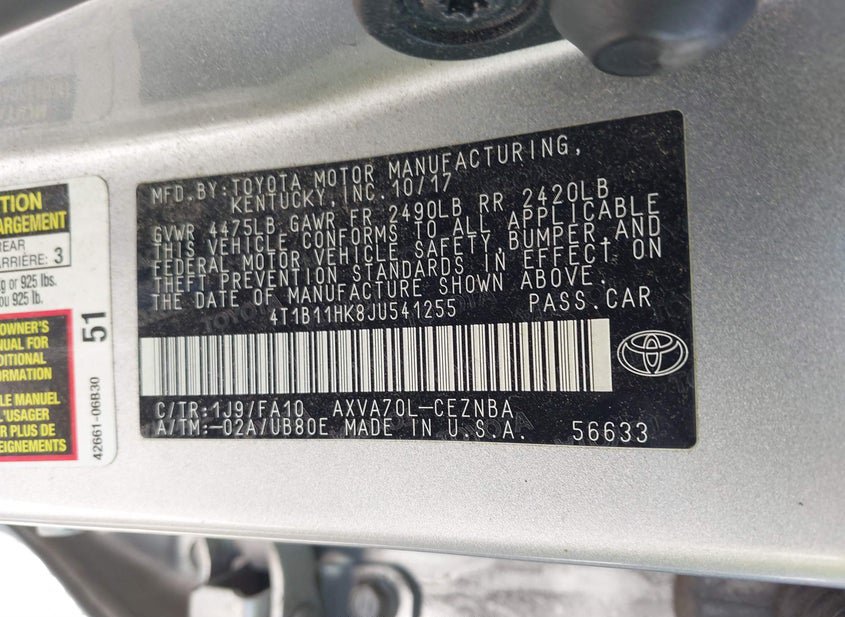 MFD.BY:TOYOTA MOTOR MANUFACTURING,
KENTUCKY, INC. 10/17
GVWR 4475LB GAWR FR 2490LB RR 2420LB
THIS VEHICLE CONFORMS TO ALL APPLICABLE
FEDERAL MOTOR VEHICLE SAFETY, BUMPER AND
THEFT PREVENTION STANDARDS IN EFFECT ON
THE DATE OF MANUFACTURE SHOWN ABOVE.
4T1B11HK8JU541255 PASS.CAR
C/TR:1J9/FA10 AXVA70L-CEZNBA
A/TM:-02A/UB80E MADE IN U.S.A. 56633
TION
ARGEMENT
REAR
ARRIÈRE: 3
g or 925 lbs.
ou 925 lb.
OWNER'S
NUAL FOR
DITIONAL
ORMATION
LE MANUEL
L'USAGER
R PLUS DE
EIGNEMENTS
51
42661-06B30